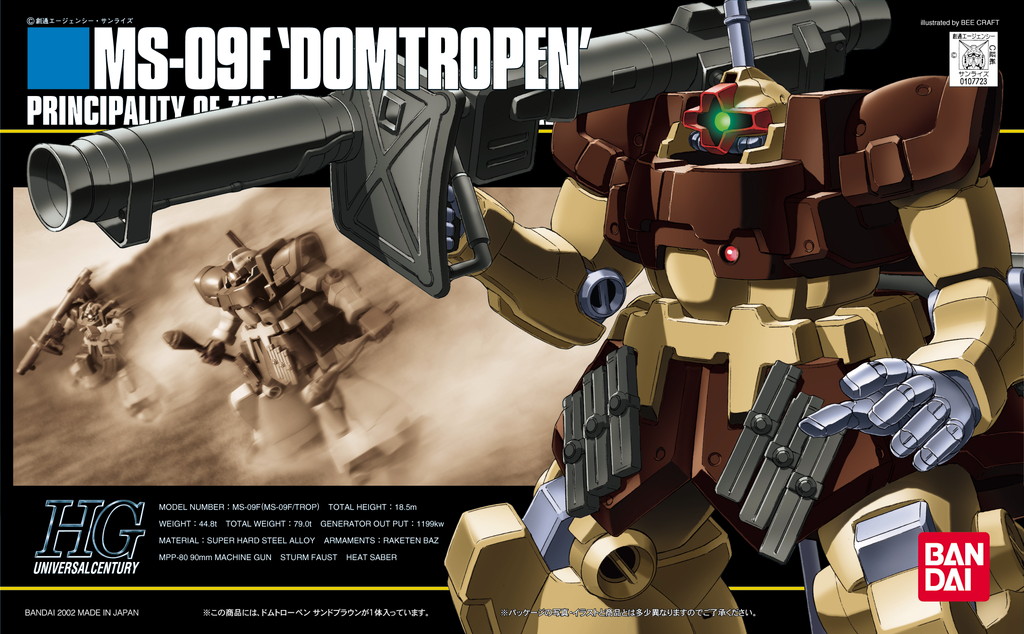 ©創通エージェンシー・サンライズ
illustrated by BEE CRAFT
MS-09F 'DOMTROPEN'
PRINCIPALITY OF
創通エージェンシー
©
サンライズ
0107723
HG
UNIVERSALCENTURY
MODEL NUMBER：MS-09F(MS-09F/TROP) TOTAL HEIGHT：18.5m
WEIGHT：44.8t TOTAL WEIGHT：79.0t GENERATOR OUT PUT：1199kw
MATERIAL：SUPER HARD STEEL ALLOY ARMAMENTS：RAKETEN BAZ
MPP-80 90mm MACHINE GUN STURM FAUST HEAT SABER
BAN
DAI
BANDAI 2002 MADE IN JAPAN
※この商品には、ドムトローペン サンドブラウンが1体入っています。
※パッケージの写真・イラストと商品とは多少異なりますのでご了承ください。